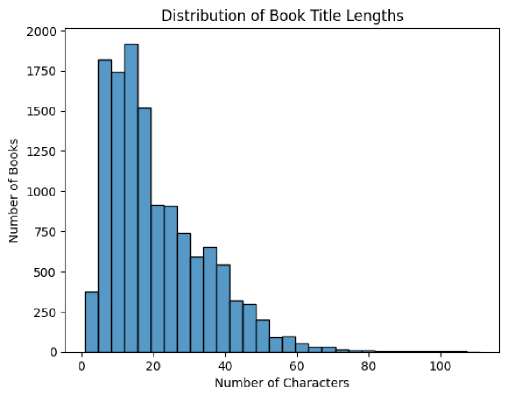 Distribution of Book Title Lengths
2000
1750
1500
1250
1000
750
500
250
0
Number of Books
0 20 40 60 80 100
Number of Characters